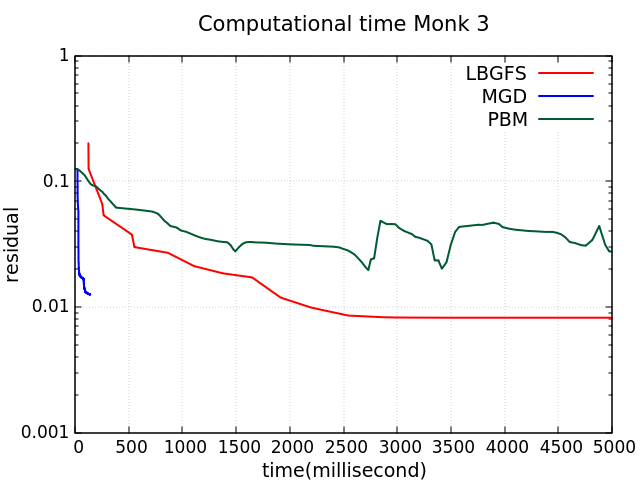 Computational time Monk 3
1
LBGFS
MGD
PBM
0.1
residual
0.01
0.001
0 500 1000 1500 2000 2500 3000 3500 4000 4500 5000
time(millisecond)